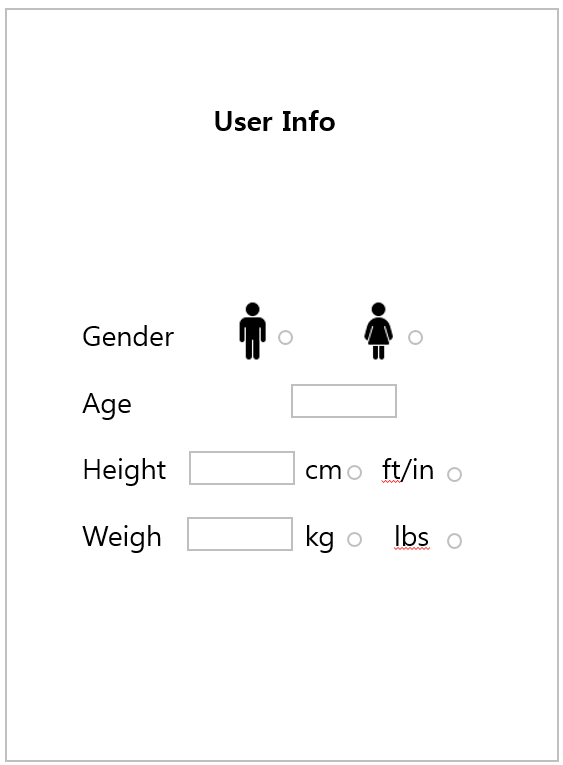 User Info
Gender
Age
Height cm ft/in
Weigh kg lbs